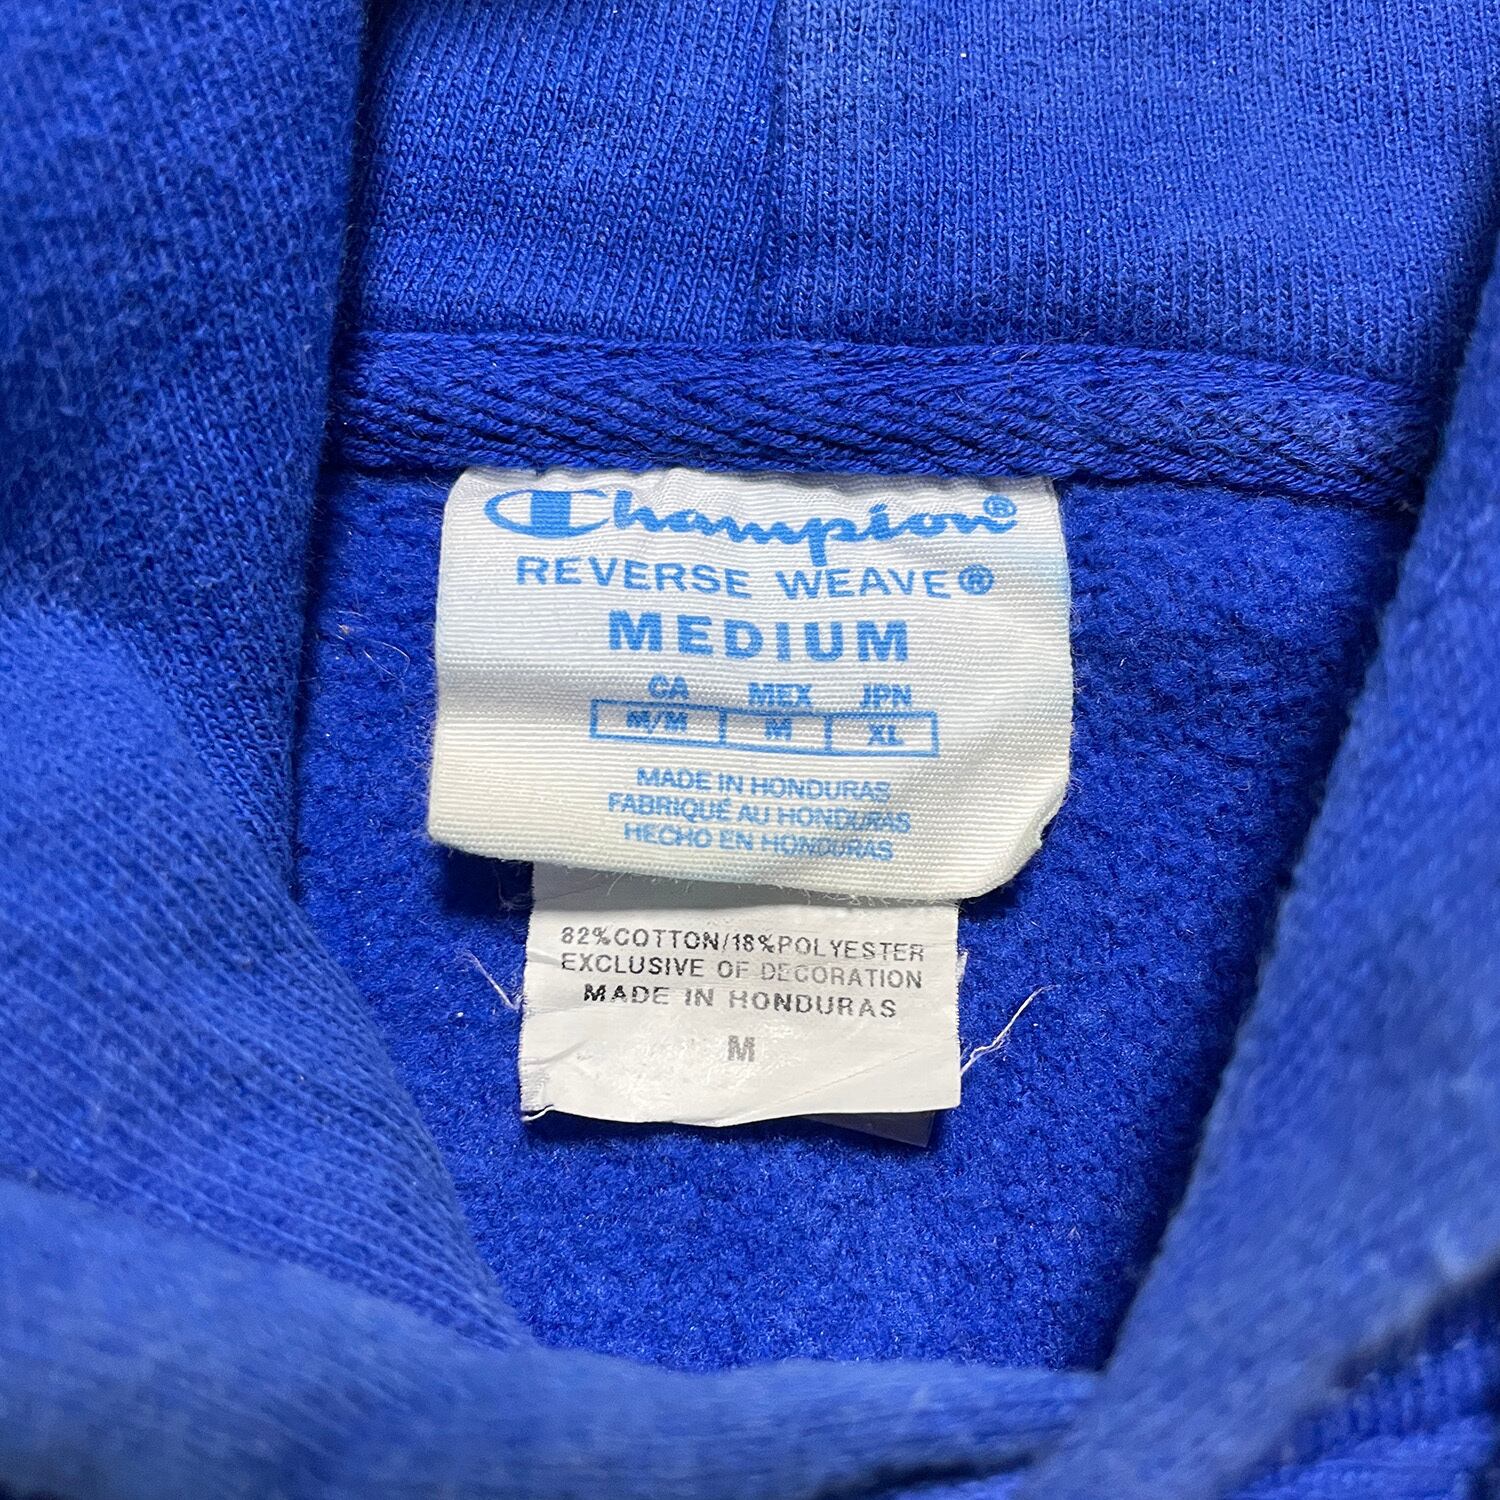 Champion®
REVERSE WEAVE®
MEDIUM
CA MEX JPN
M/M M XL
MADE IN HONDURAS
FABRIQUÉ AU HONDURAS
HECHO EN HONDURAS
82%COTTON/18%POLYESTER
EXCLUSIVE OF DECORATION
MADE IN HONDURAS
M